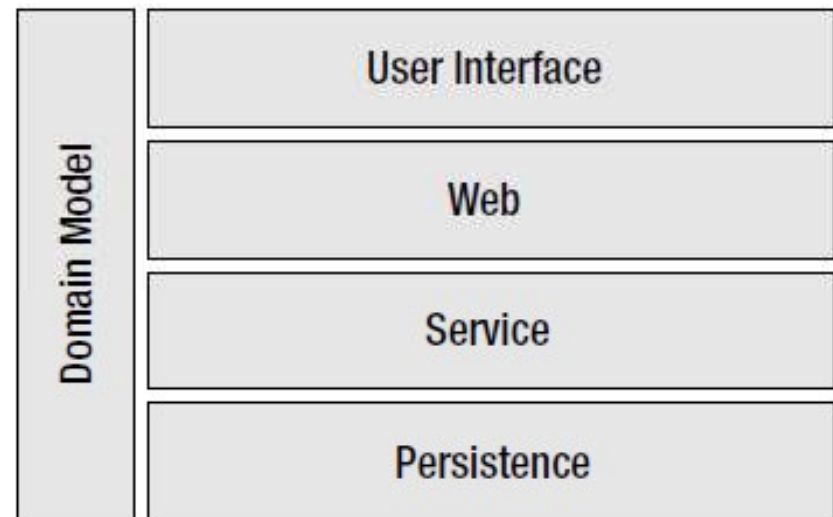 Domain Model
User Interface
Web
Service
Persistence